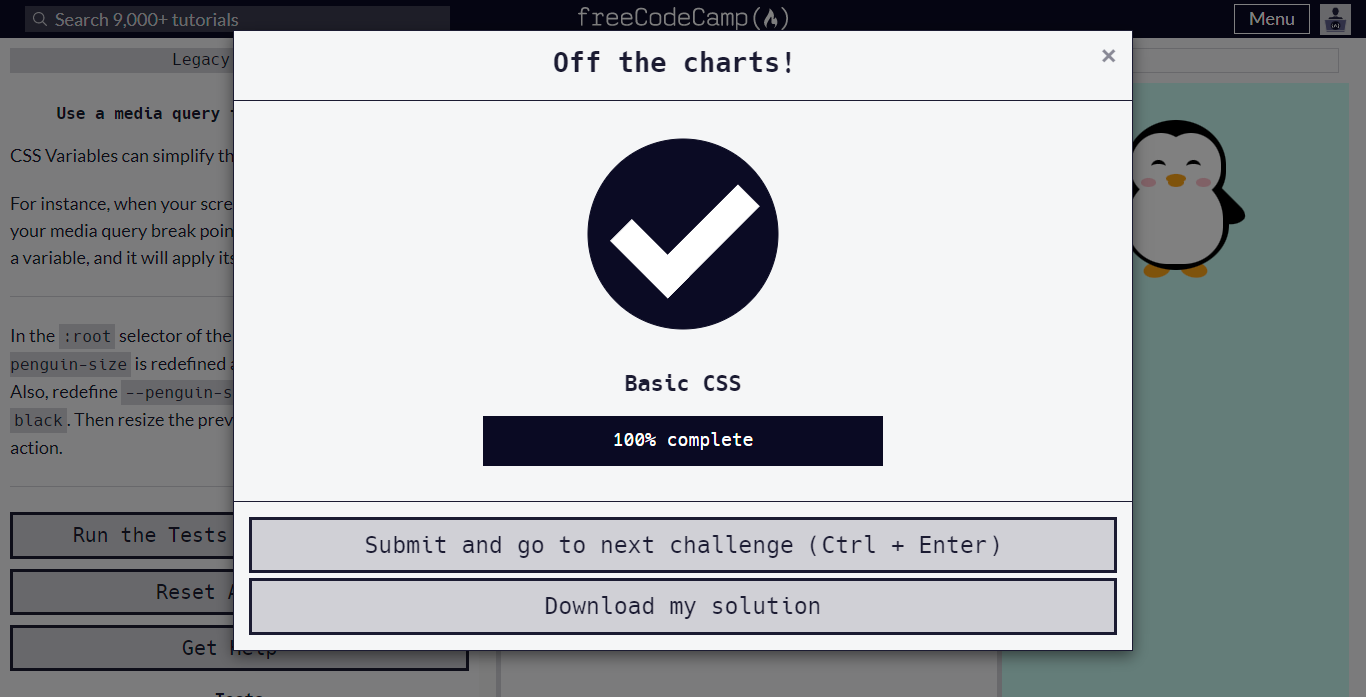 Search 9,000+ tutorials
freeCodeCamp
Menu
Legacy
Off the charts!
×
Use a media query
CSS Variables can simplify th
For instance, when your scre
your media query break poin
a variable, and it will apply its
In the :root selector of the
penguin-size is redefined a
Also, redefine --penguin-s
black. Then resize the prev
action.
Basic CSS
100% complete
Run the Tests
Reset A
Get Help
Submit and go to next challenge (Ctrl + Enter)
Download my solution
Tests